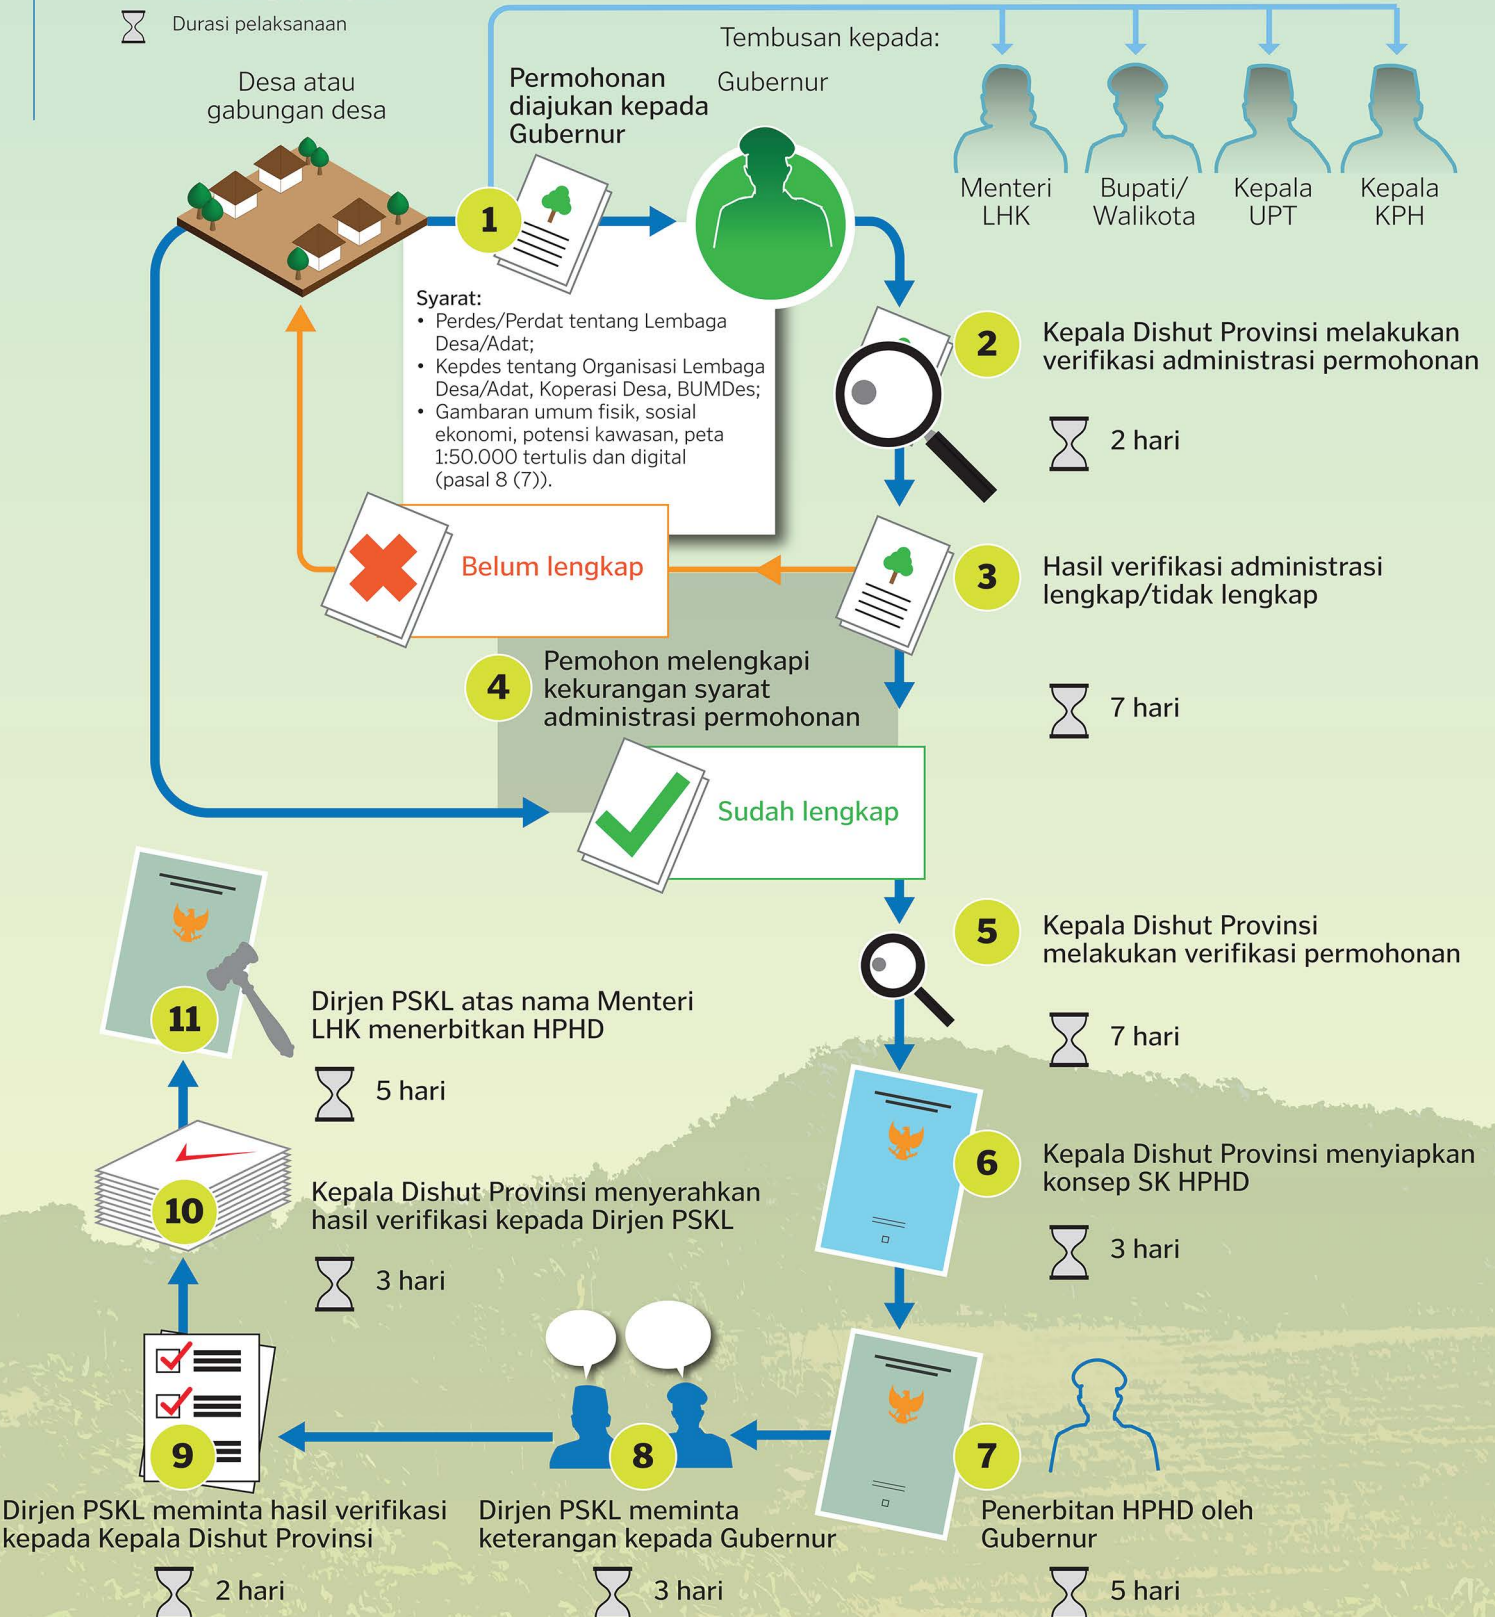 Durasi pelaksanaan
Desa atau
gabungan desa
Permohonan
diajukan kepada
Gubernur
Tembusan kepada:
Gubernur
Menteri
LHK
Bupati/
Walikota
Kepala
UPT
Kepala
KPH
1
Syarat:
• Perdes/Perdat tentang Lembaga
Desa/Adat;
• Kepdes tentang Organisasi Lembaga
Desa/Adat, Koperasi Desa, BUMDes;
• Gambaran umum fisik, sosial
ekonomi, potensi kawasan, peta
1:50.000 tertulis dan digital
(pasal 8 (7)).
2
Kepala Dishut Provinsi melakukan
verifikasi administrasi permohonan
2 hari
3
Hasil verifikasi administrasi
lengkap/tidak lengkap
7 hari
Belum lengkap
4
Pemohon melengkapi
kekurangan syarat
administrasi permohonan
Sudah lengkap
5
Kepala Dishut Provinsi
melakukan verifikasi permohonan
7 hari
6
Kepala Dishut Provinsi menyiapkan
konsep SK HPHD
3 hari
7
Penerbitan HPHD oleh
Gubernur
5 hari
8
Dirjen PSKL meminta
keterangan kepada Gubernur
3 hari
9
Dirjen PSKL meminta hasil verifikasi
kepada Kepala Dishut Provinsi
2 hari
10
Kepala Dishut Provinsi menyerahkan
hasil verifikasi kepada Dirjen PSKL
3 hari
11
Dirjen PSKL atas nama Menteri
LHK menerbitkan HPHD
5 hari